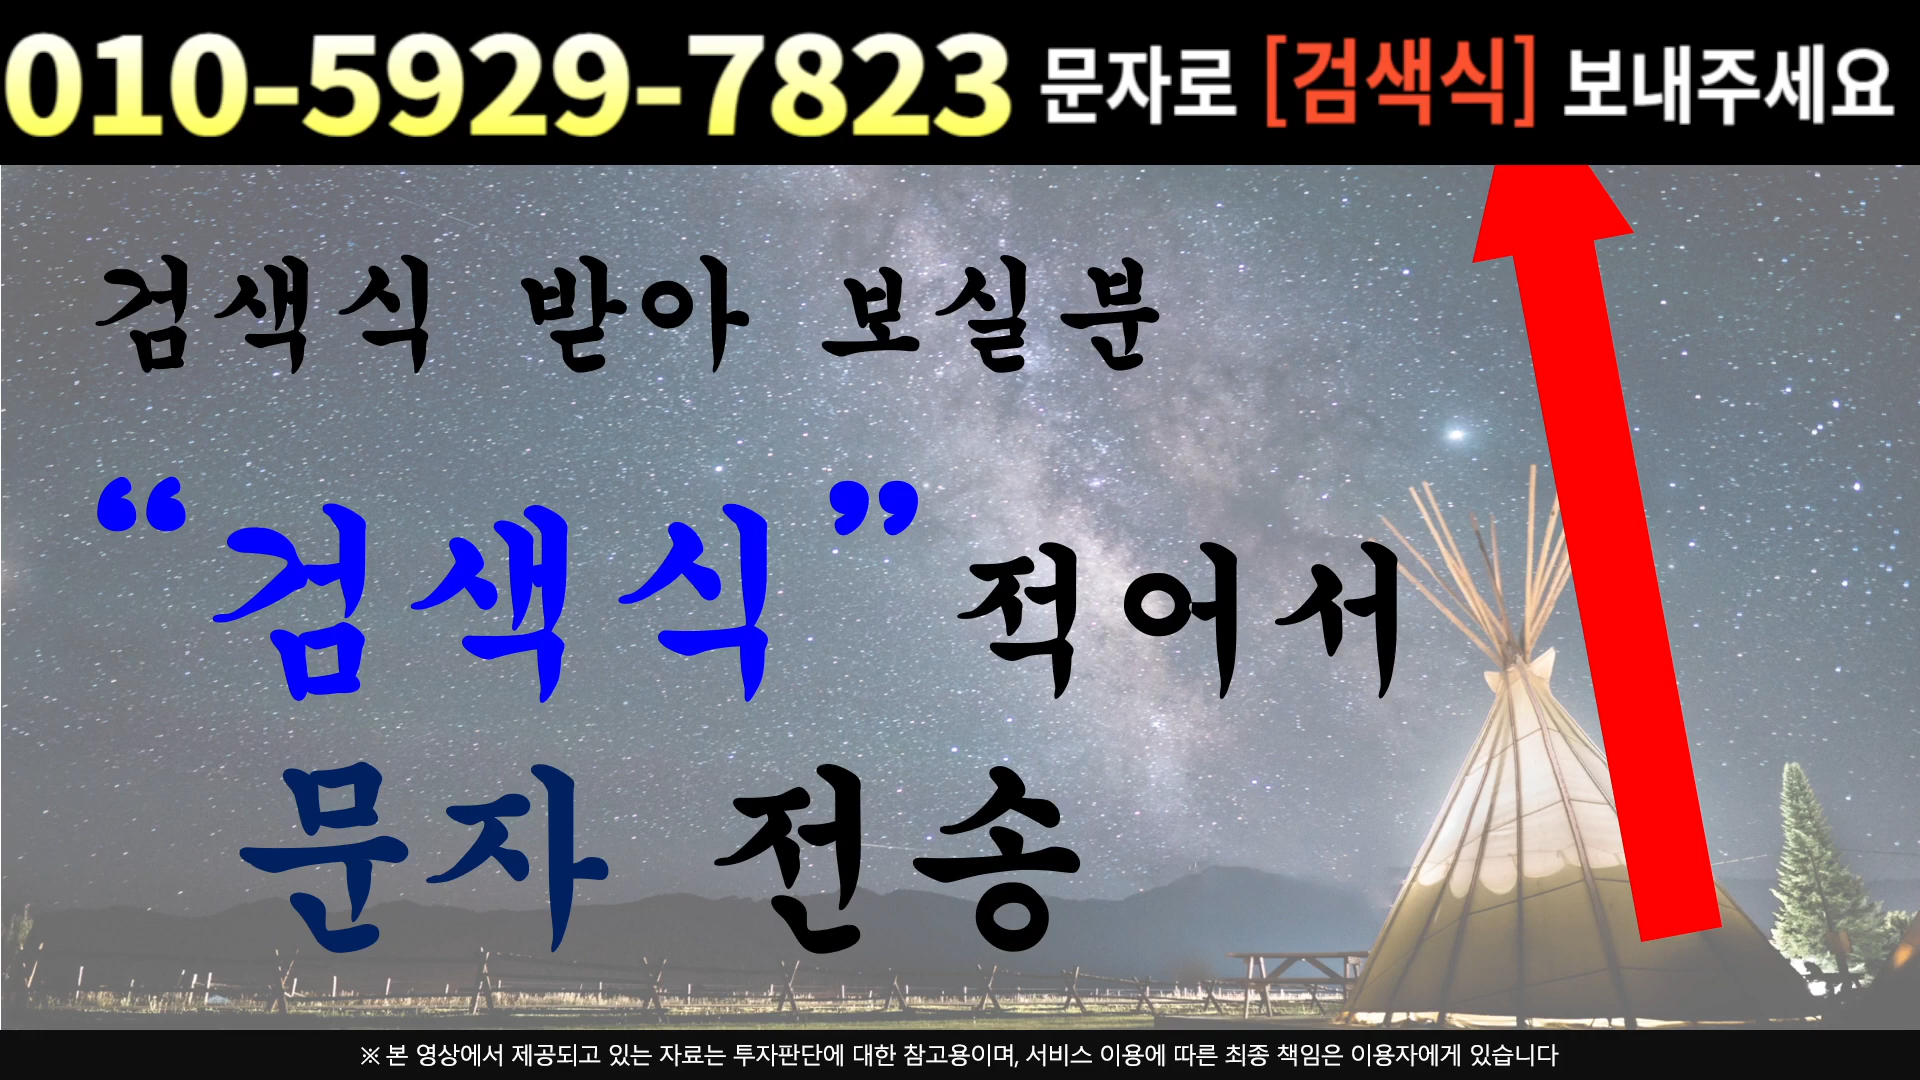 010-5929-7823 문자로 [검색식] 보내주세요
검색식 받아 보실분
“검색식” 적어서
문자 전송
※ 본 영상에서 제공되고 있는 자료는 투자판단에 대한 참고용이며, 서비스 이용에 따른 최종 책임은 이용자에게 있습니다